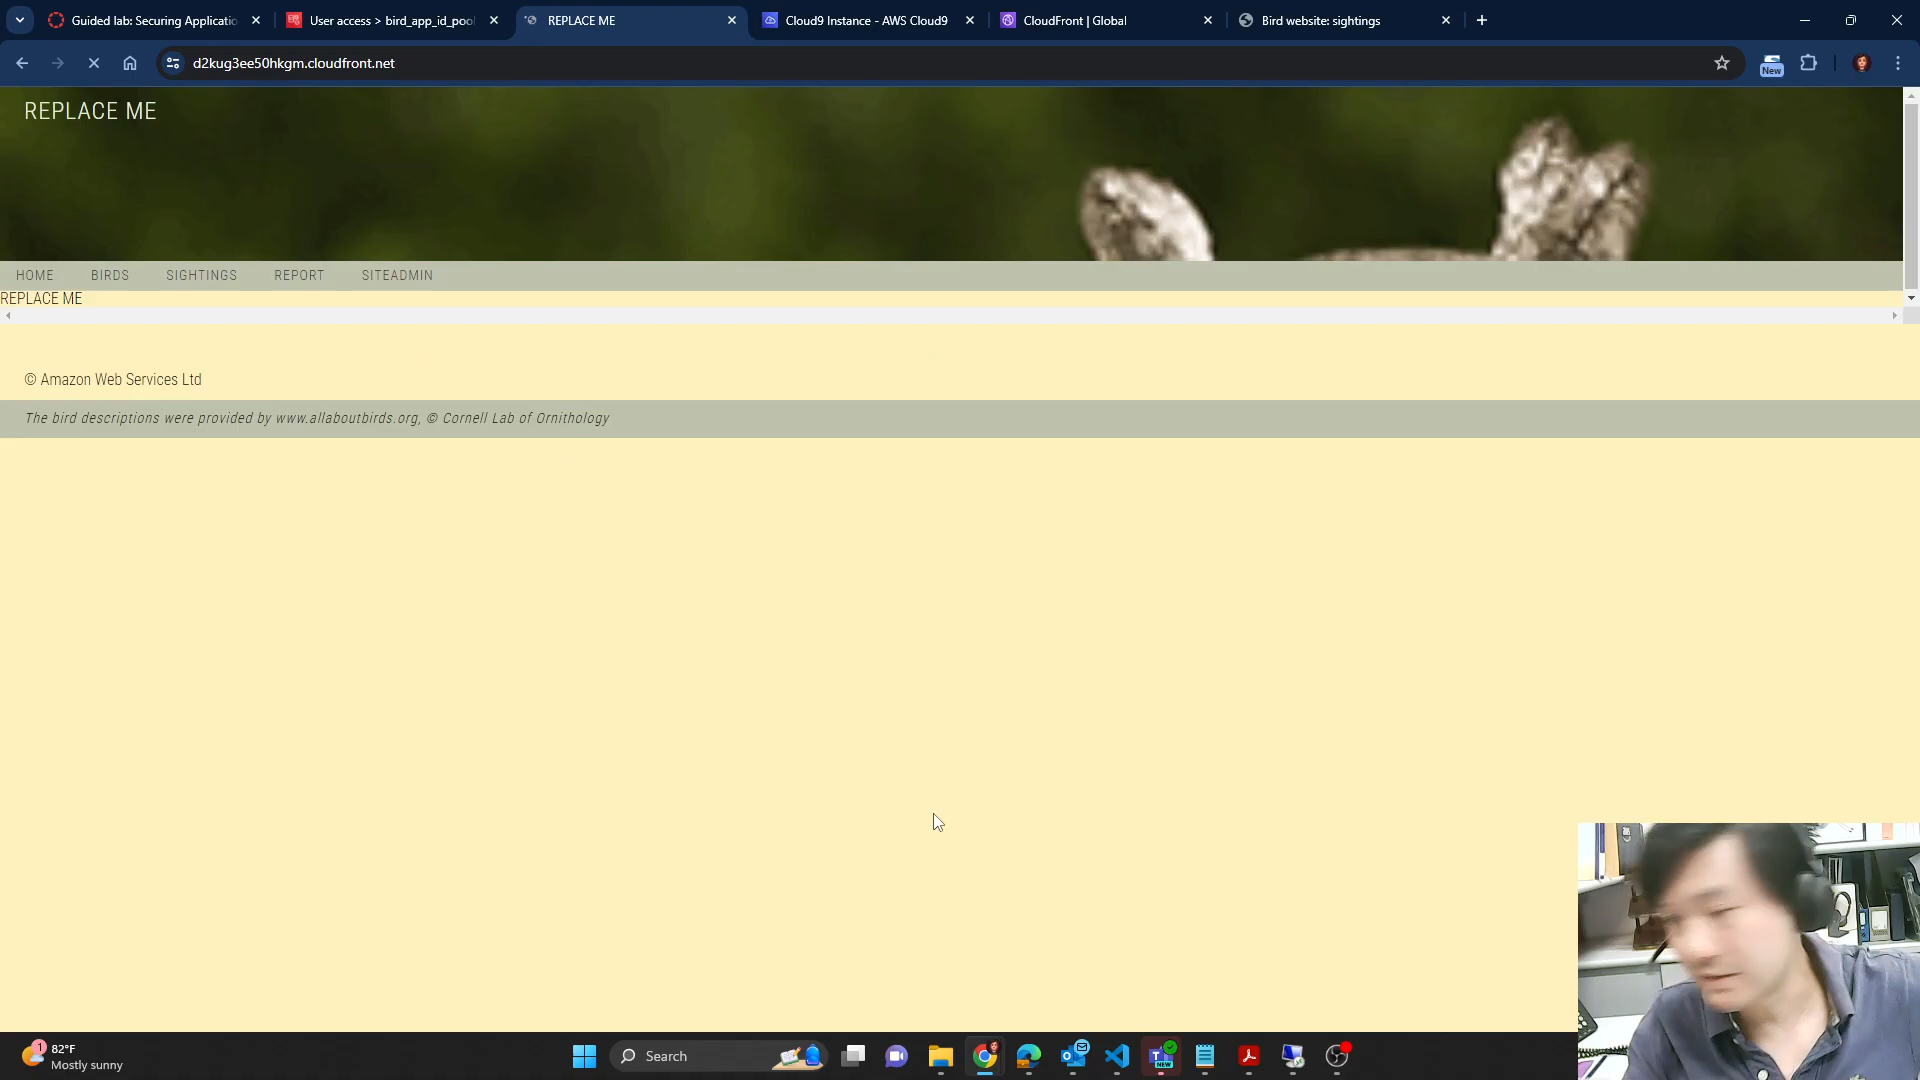 Guided lab: Securing Applicatio
User access > bird_app_id_pool
REPLACE ME
Cloud9 Instance - AWS Cloud9
CloudFront | Global
Bird website: sightings
d2kug3ee50hkgm.cloudfront.net
New
REPLACE ME
HOME BIRDS SIGHTINGS REPORT SITEADMIN
REPLACE ME
© Amazon Web Services Ltd
The bird descriptions were provided by www.allaboutbirds.org, © Cornell Lab of Ornithology
1
82°F
Mostly sunny
Search
NEW